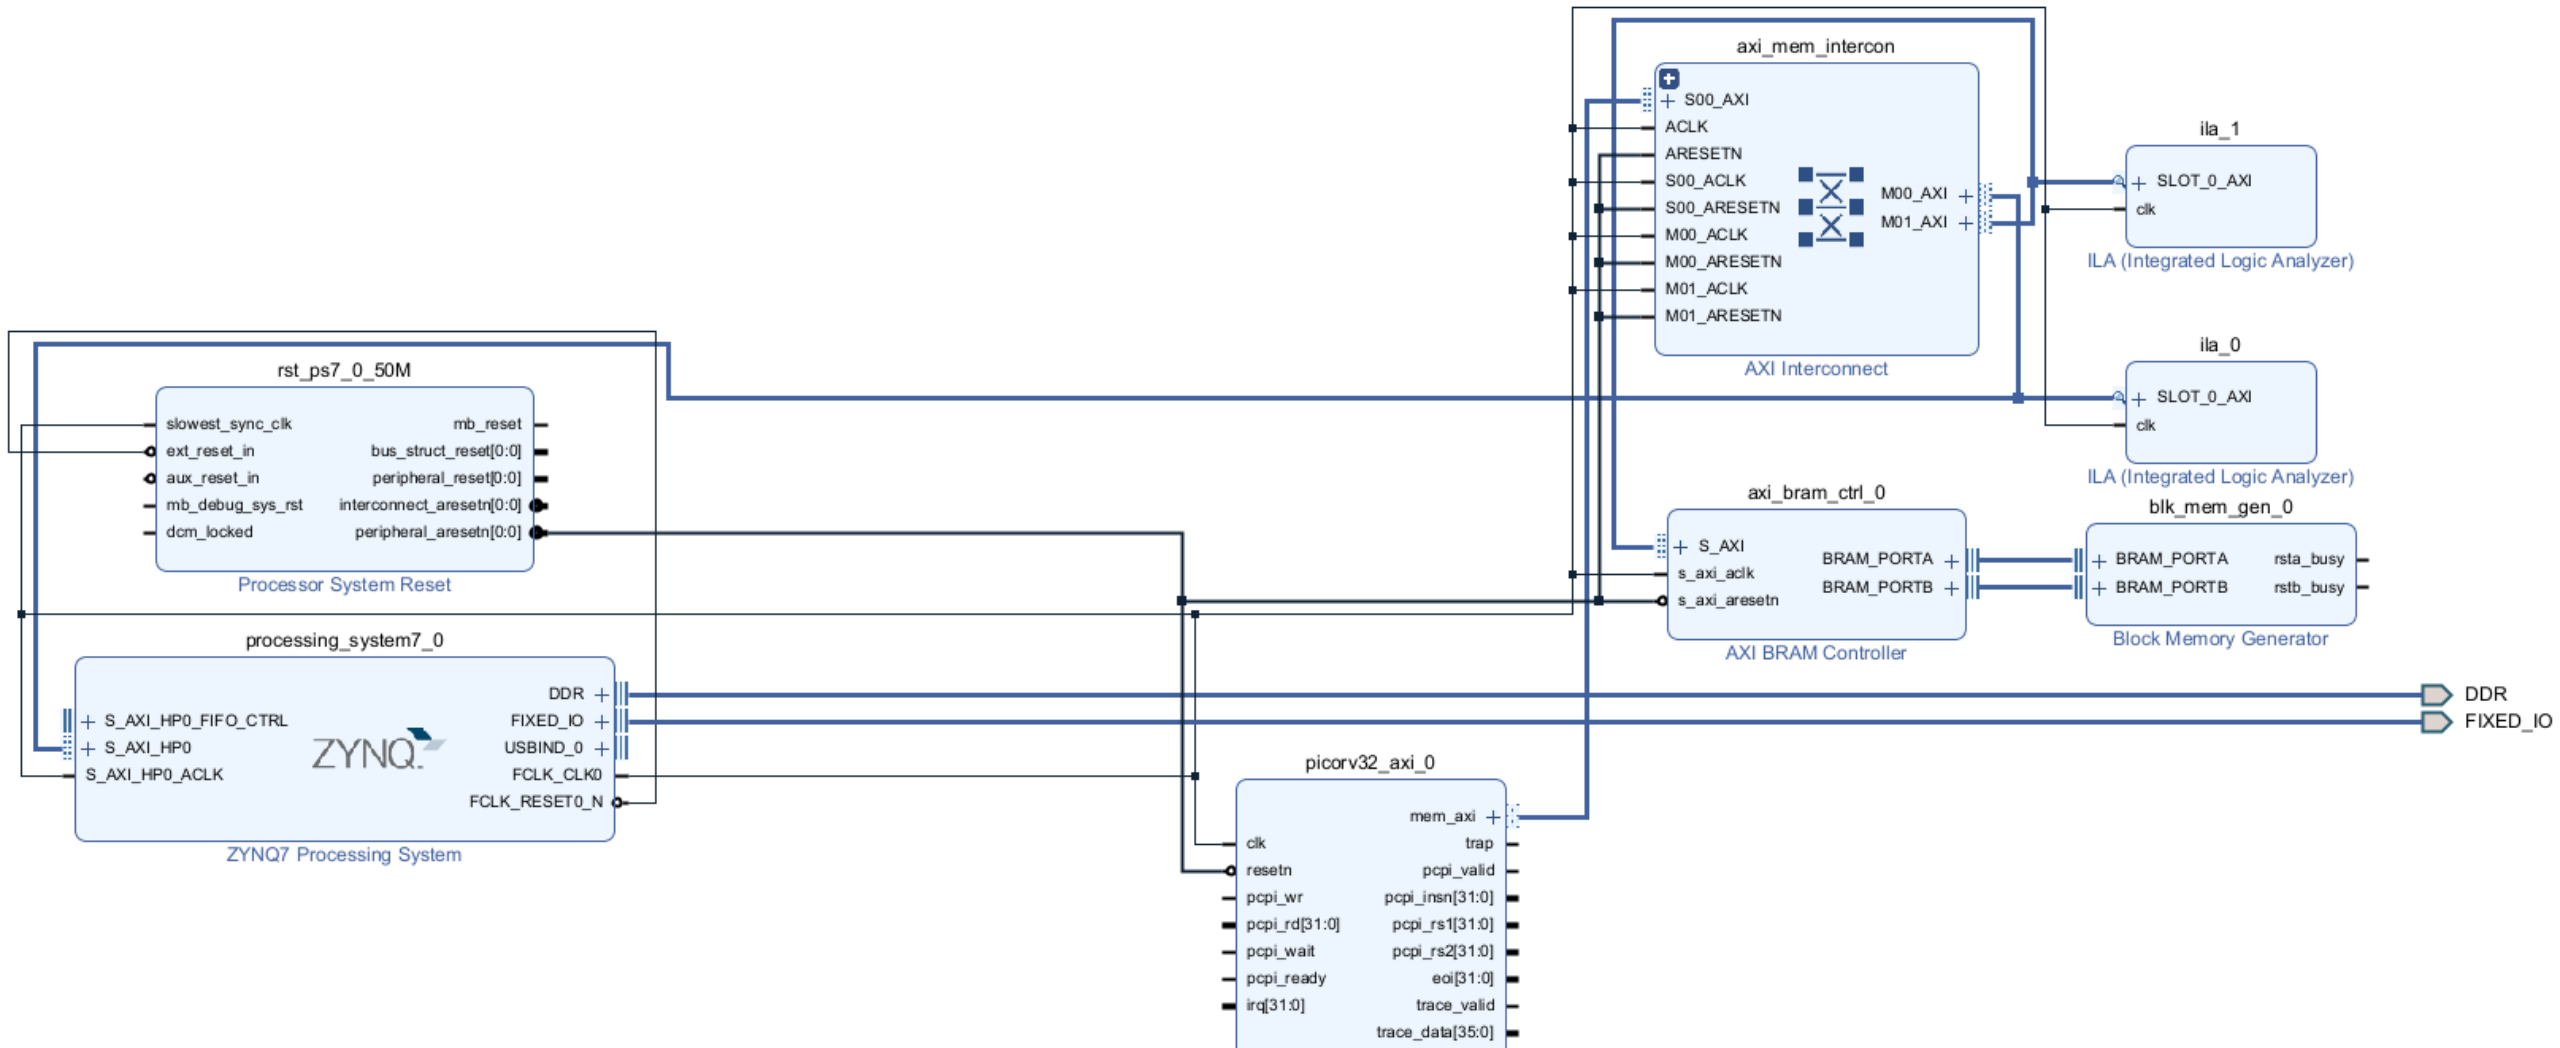 axi_mem_intercon
S00_AXI
ACLK
ARESETN
S00_ACLK
S00_ARESETN
M00_ACLK
M00_ARESETN
M01_ACLK
M01_ARESETN
M00_AXI
M01_AXI
AXI Interconnect
ila_1
SLOT_0_AXI
clk
ILA (Integrated Logic Analyzer)
ila_0
SLOT_0_AXI
clk
ILA (Integrated Logic Analyzer)
rst_ps7_0_50M
slowest_sync_clk
ext_reset_in
aux_reset_in
mb_debug_sys_rst
dcm_locked
mb_reset
bus_struct_reset[0:0]
peripheral_reset[0:0]
interconnect_aresetn[0:0]
peripheral_aresetn[0:0]
Processor System Reset
axi_bram_ctrl_0
S_AXI
s_axi_aclk
s_axi_aresetn
BRAM_PORTA
BRAM_PORTB
AXI BRAM Controller
blk_mem_gen_0
BRAM_PORTA
BRAM_PORTB
rsta_busy
rstb_busy
Block Memory Generator
processing_system7_0
S_AXI_HP0_FIFO_CTRL
S_AXI_HP0
S_AXI_HP0_ACLK
ZYNQ
DDR
FIXED_IO
USBIND_0
FCLK_CLK0
FCLK_RESET0_N
ZYNQ7 Processing System
DDR
FIXED_IO
picorv32_axi_0
clk
resetn
pcpi_wr
pcpi_rd[31:0]
pcpi_wait
pcpi_ready
irq[31:0]
mem_axi
trap
pcpi_valid
pcpi_insn[31:0]
pcpi_rs1[31:0]
pcpi_rs2[31:0]
eoi[31:0]
trace_valid
trace_data[35:0]